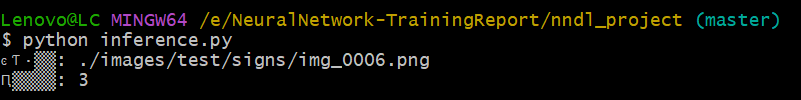 Lenovo@LC MINGW64 /e/NeuralNetwork-TrainingReport/nndl_project (master)
$ python inference.py
: ./images/test/signs/img_0006.png
: 3